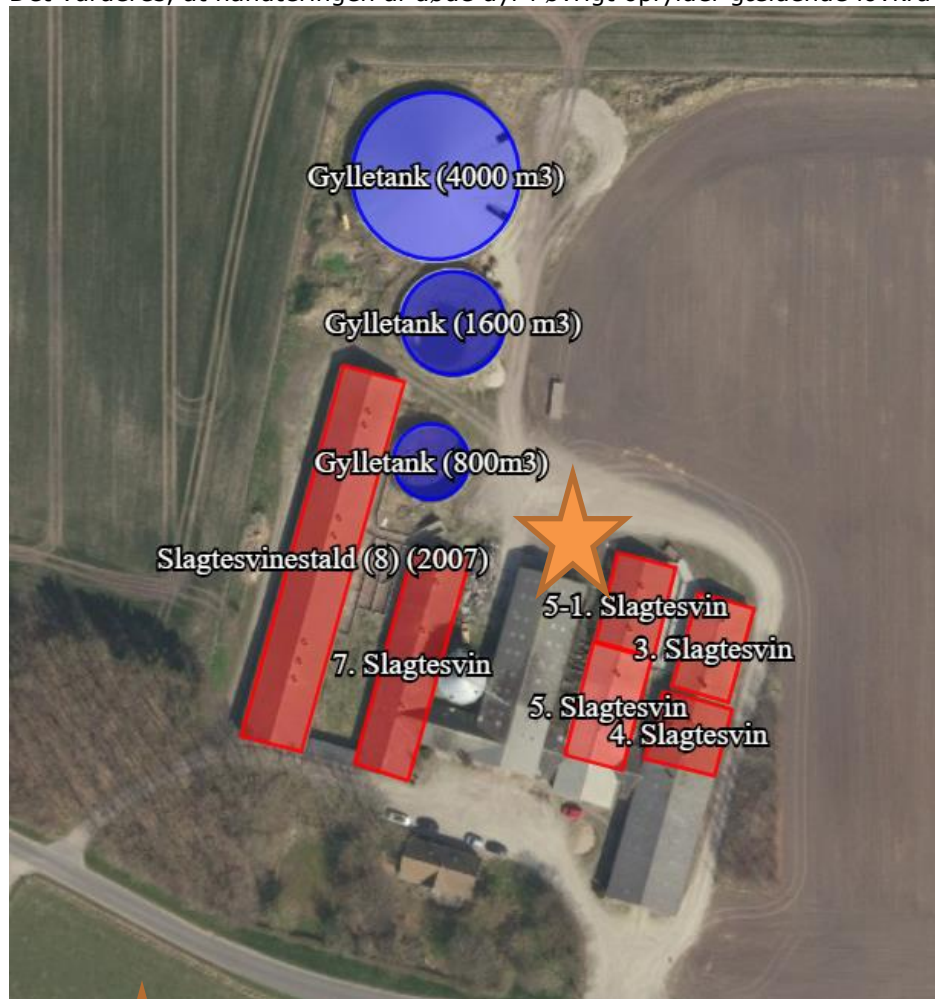 Gylletank (4000 m3)
Gylletank (1600 m3)
Gylletank (800m3)
Slagtesvinestald (8) (2007)
5-1. Slagtesvin
3. Slagtesvin
7. Slagtesvin
5. Slagtesvin
4. Slagtesvin